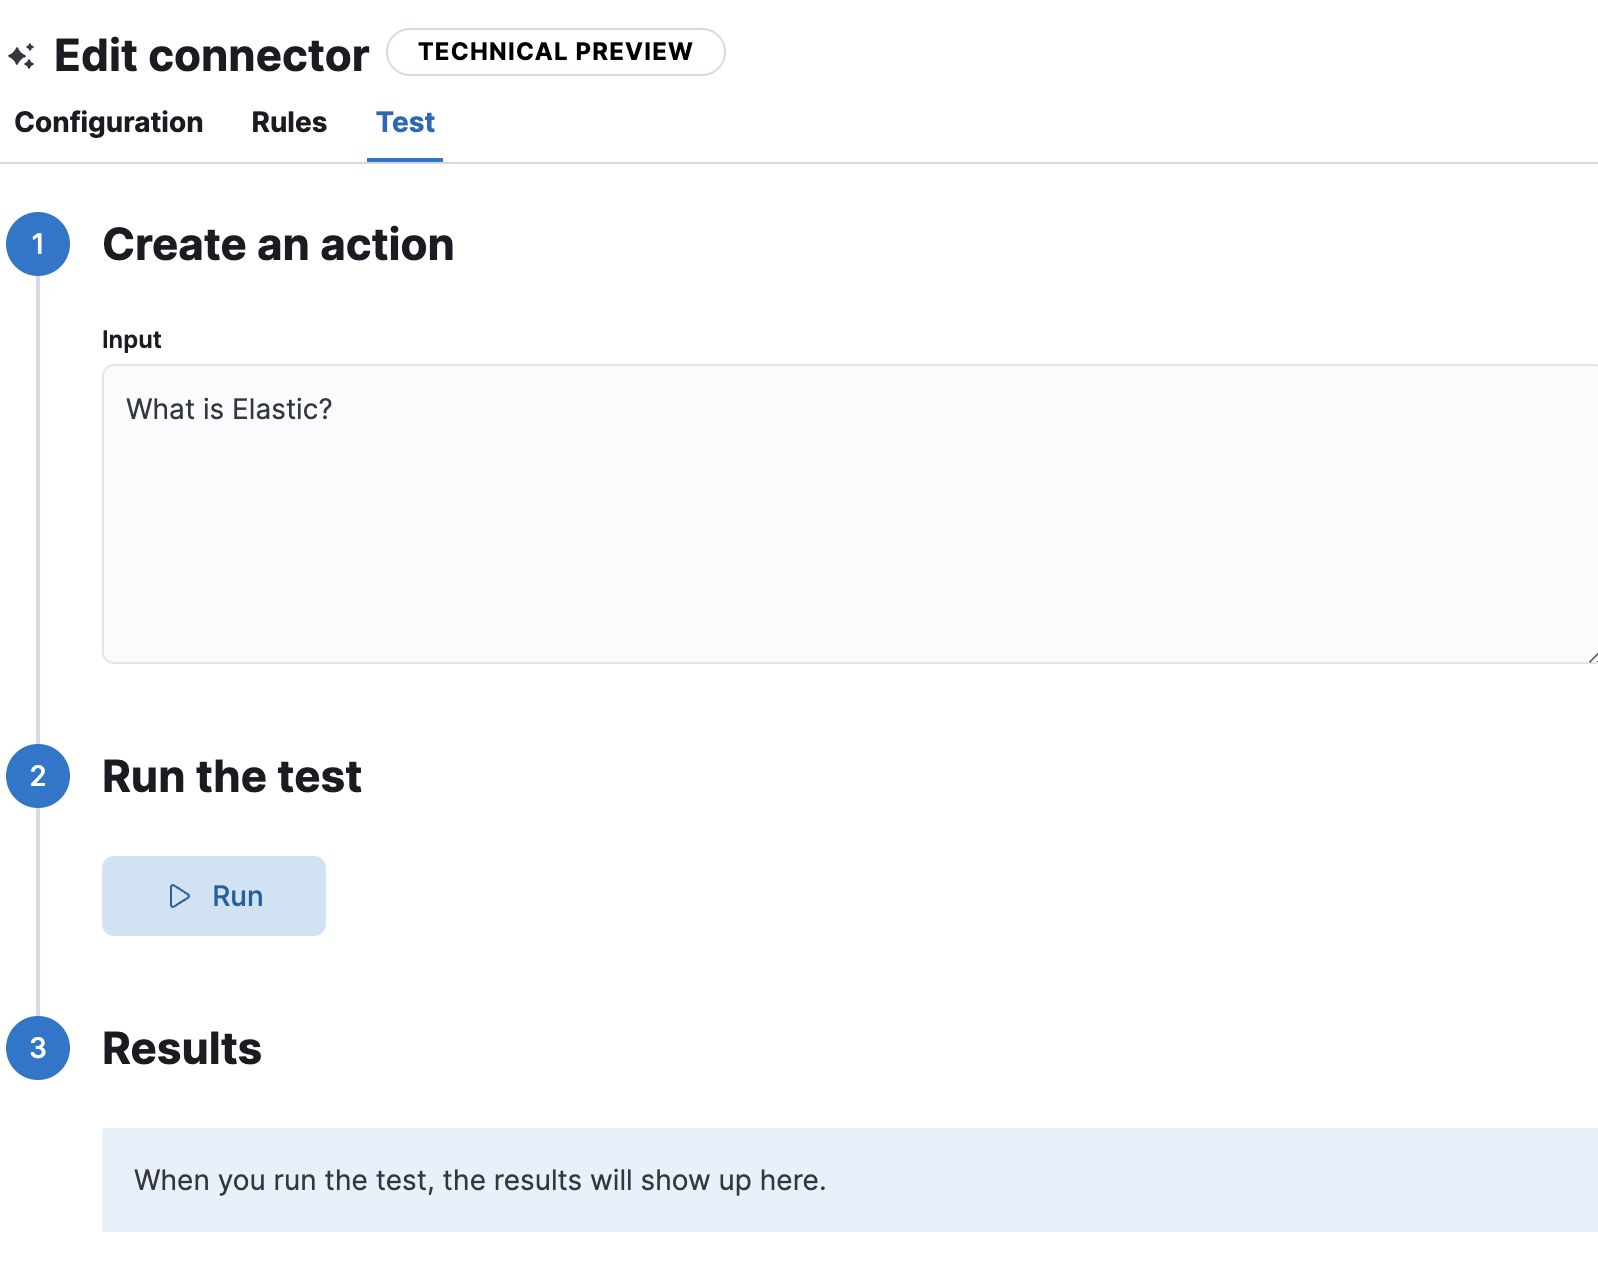 Edit connector TECHNICAL PREVIEW
Configuration Rules Test
1 Create an action
Input
What is Elastic?
2 Run the test
Run
3 Results
When you run the test, the results will show up here.